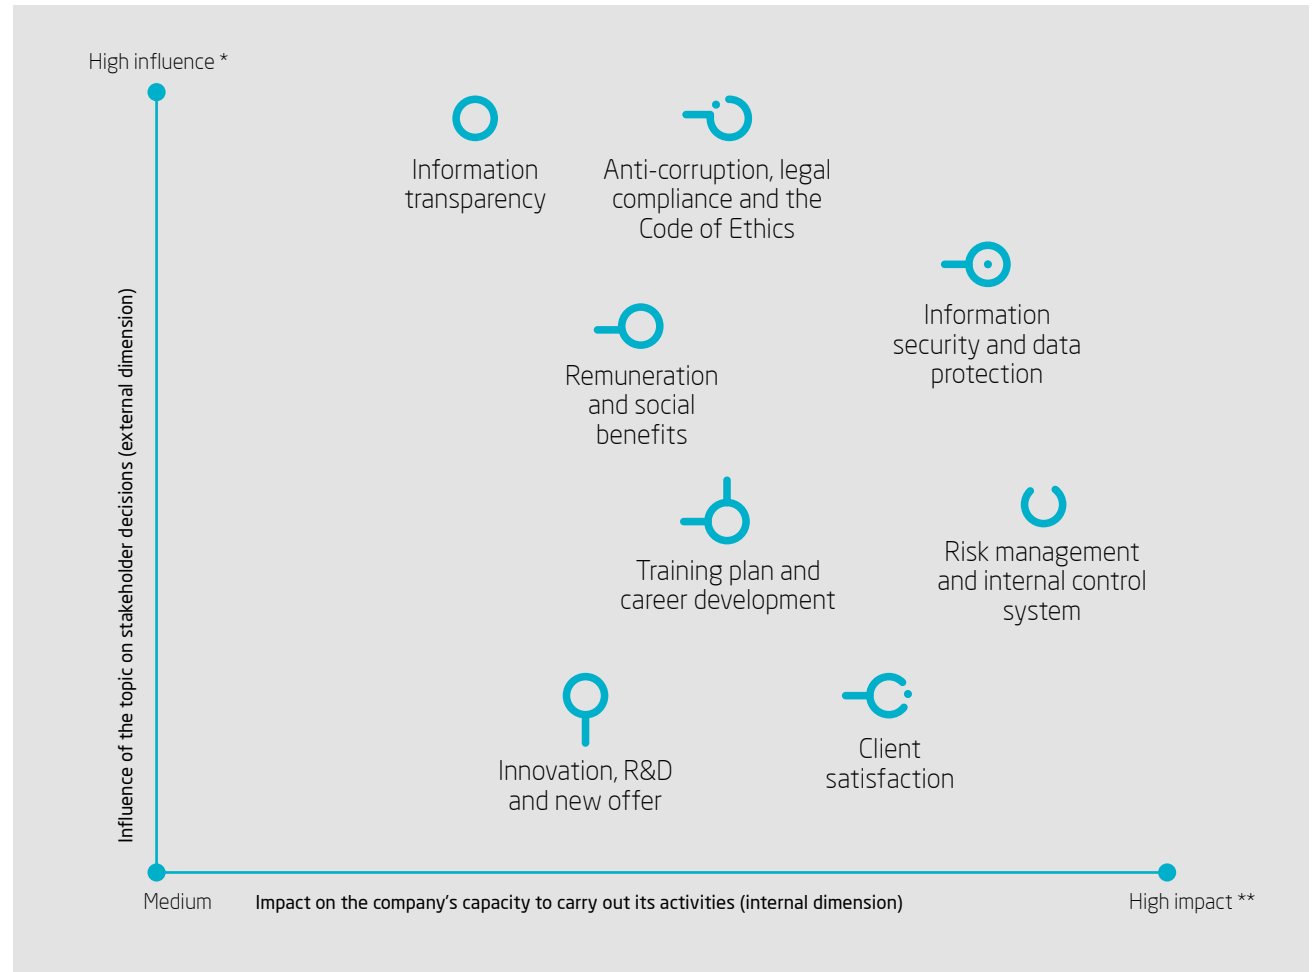 High influence *
Information
transparency
Anti-corruption, legal
compliance and the
Code of Ethics
Information
security and data
protection
Remuneration
and social
benefits
Training plan and
career development
Risk management
and internal control
system
Innovation, R&D
and new offer
Client
satisfaction
Influence of the topic on stakeholder decisions (external dimension)
Medium
Impact on the company's capacity to carry out its activities (internal dimension)
High impact **